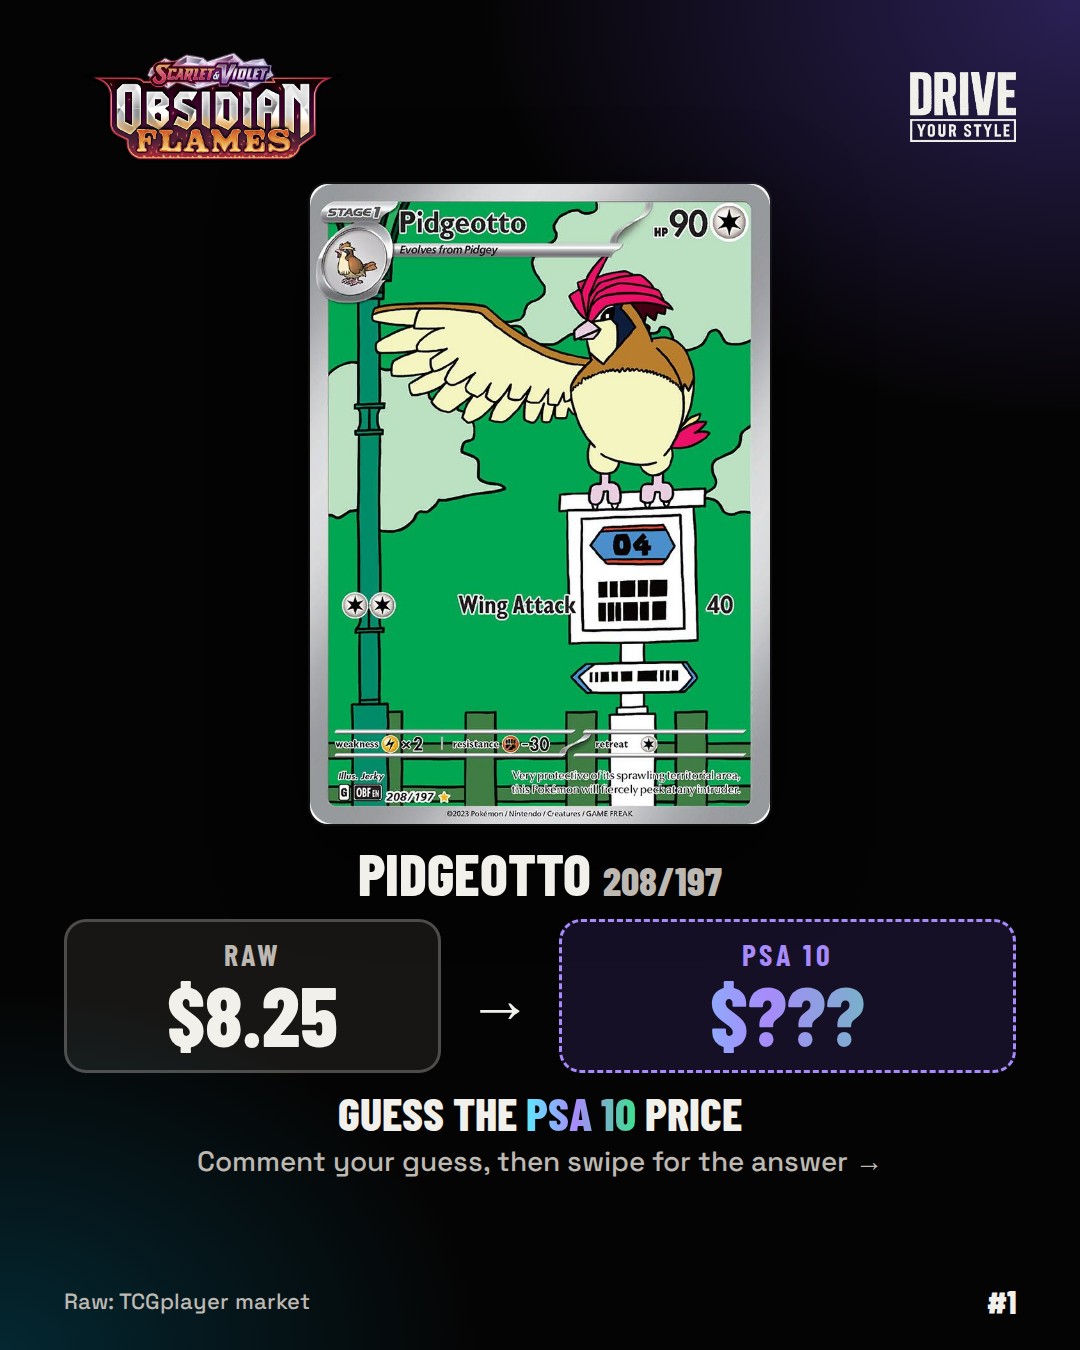 SCARLET & VIOLET
OBSIDIAN
FLAMES
DRIVE
YOUR STYLE
STAGE 1
Pidgeotto
HP 90
Evolves from Pidgey
04
Wing Attack 40
weakness ×2 resistance -30 retreat
Illus. Jerky
Very protective of its sprawling territorial area,
this Pokémon will fiercely peck at any intruder.
G OBF EN 208/197
©2023 Pokémon / Nintendo / Creatures / GAME FREAK
PIDGEOTTO 208/197
RAW
$8.25
→
PSA 10
$???
GUESS THE PSA 10 PRICE
Comment your guess, then swipe for the answer →
Raw: TCGplayer market
#1